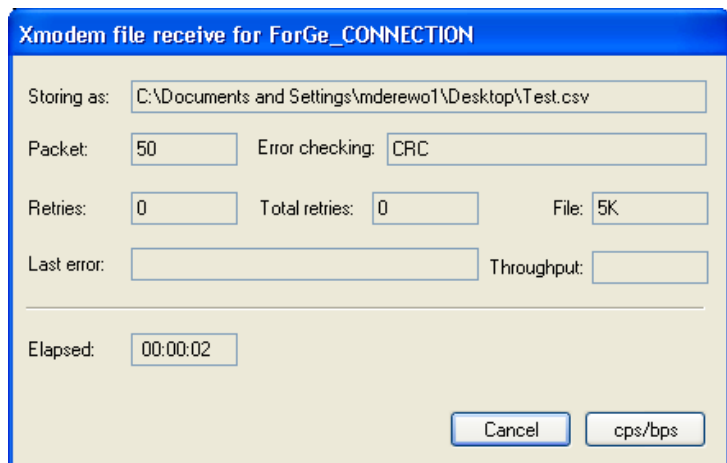 Xmodem file receive for ForGe_CONNECTION
Storing as: C:\Documents and Settings\mderewo1\Desktop\Test.csv
Packet: 50 Error checking: CRC
Retries: 0 Total retries: 0 File: 5K
Last error: Throughput:
Elapsed: 00:00:02
Cancel cps/bps